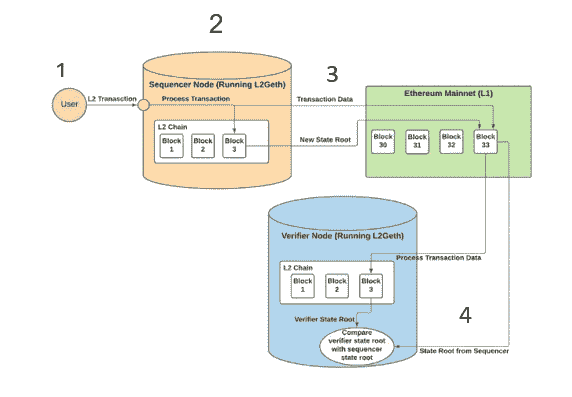 1
2
3
4
User
L2 Tranasction
Sequencer Node (Running L2Geth)
Process Transaction
Transaction Data
L2 Chain
Block
1
Block
2
Block
3
New State Root
Ethereum Mainnet (L1)
Block
30
Block
31
Block
32
Block
33
Verifier Node (Running L2Geth)
Process Transaction Data
L2 Chain
Block
1
Block
2
Block
3
Verifier State Root
Compare
verifier state root
with sequencer
state root
State Root from Sequencer